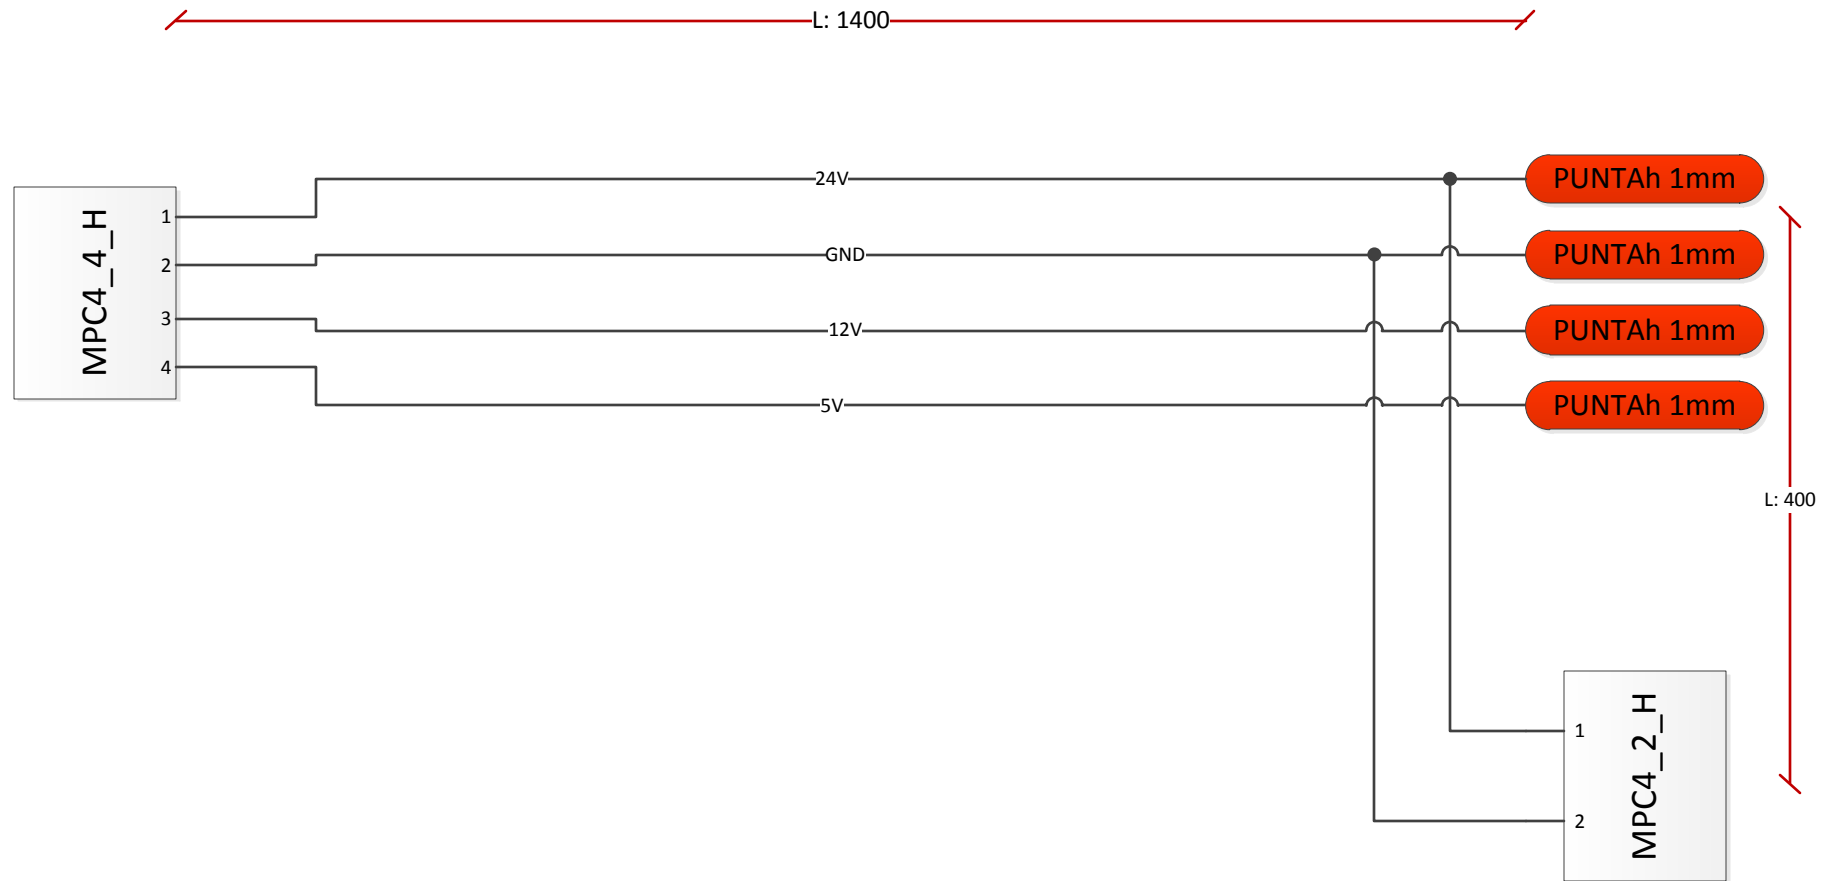 L: 1400
MPC4_4_H
1
2
3
4
24V
GND
12V
5V
PUNTAh 1mm
PUNTAh 1mm
PUNTAh 1mm
PUNTAh 1mm
L: 400
1
2
MPC4_2_H